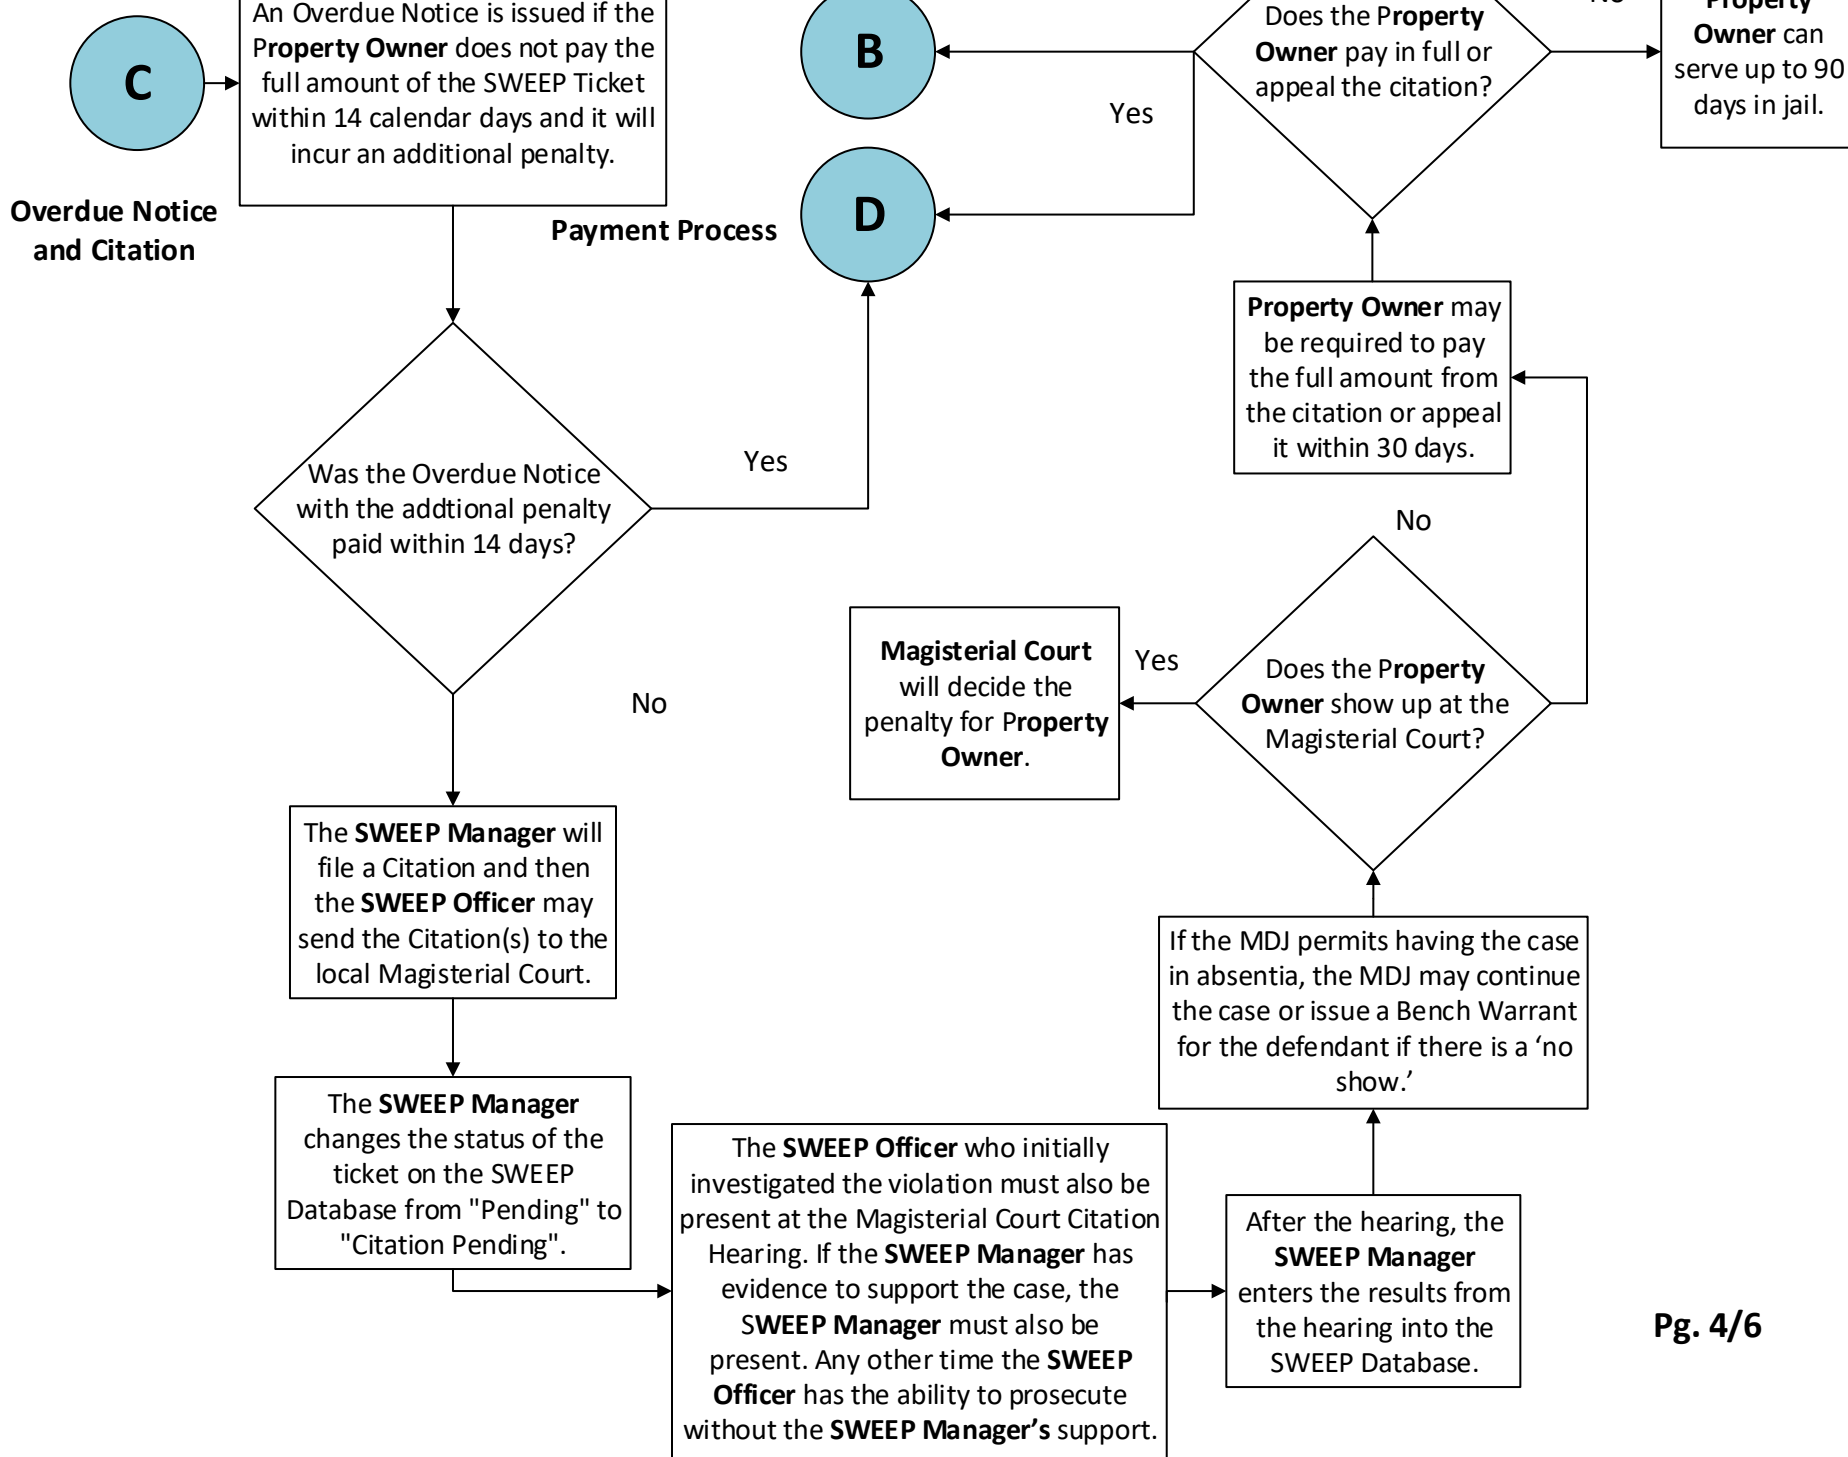 An Overdue Notice is issued if the
Property Owner does not pay the
full amount of the SWEEP Ticket
within 14 calendar days and it will
incur an additional penalty.
C
Overdue Notice
and Citation
Payment Process
B
D
Yes
Does the Property
Owner pay in full or
appeal the citation?
No
Property
Owner can
serve up to 90
days in jail.
Property Owner may
be required to pay
the full amount from
the citation or appeal
it within 30 days.
Was the Overdue Notice
with the addtional penalty
paid within 14 days?
Yes
No
No
Magisterial Court
will decide the
penalty for Property
Owner.
Yes
Does the Property
Owner show up at the
Magisterial Court?
The SWEEP Manager will
file a Citation and then
the SWEEP Officer may
send the Citation(s) to the
local Magisterial Court.
If the MDJ permits having the case
in absentia, the MDJ may continue
the case or issue a Bench Warrant
for the defendant if there is a ‘no
show.’
The SWEEP Manager
changes the status of the
ticket on the SWEEP
Database from "Pending" to
"Citation Pending".
The SWEEP Officer who initially
investigated the violation must also be
present at the Magisterial Court Citation
Hearing. If the SWEEP Manager has
evidence to support the case, the
SWEEP Manager must also be
present. Any other time the SWEEP
Officer has the ability to prosecute
without the SWEEP Manager’s support.
After the hearing, the
SWEEP Manager
enters the results from
the hearing into the
SWEEP Database.
Pg. 4/6